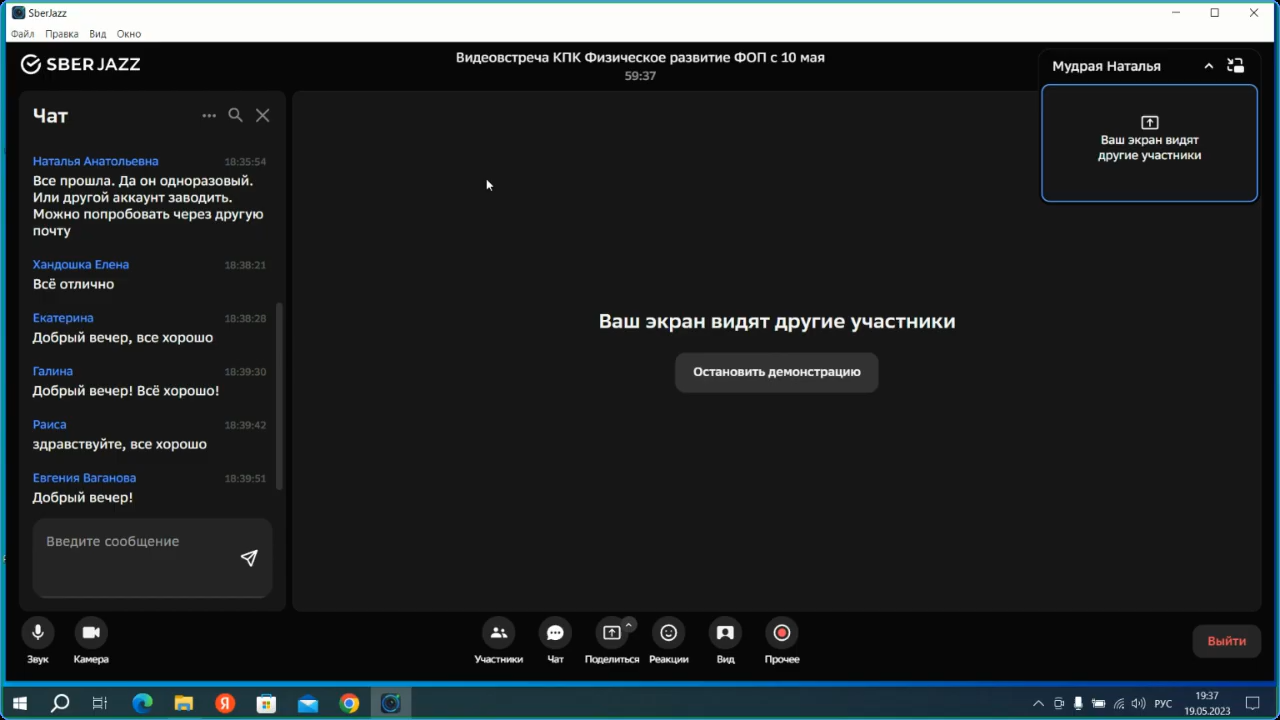 SberJazz
Файл Правка Вид Окно
SBER JAZZ
Видеовстреча КПК Физическое развитие ФОП с 10 мая
59:37
Мудрая Наталья
Ваш экран видят
другие участники
Чат
Наталья Анатольевна 18:35:54
Все прошла. Да он одноразовый.
Или другой аккаунт заводить.
Можно попробовать через другую
почту
Хандошка Елена 18:38:21
Всё отлично
Екатерина 18:38:28
Добрый вечер, все хорошо
Галина 18:39:30
Добрый вечер! Всё хорошо!
Раиса 18:39:42
здравствуйте, все хорошо
Евгения Ваганова 18:39:51
Добрый вечер!
Введите сообщение
Ваш экран видят другие участники
Остановить демонстрацию
Звук Камера Участники Чат Поделиться Реакции Вид Прочее Выйти
Я
РУС
19:37
19.05.2023